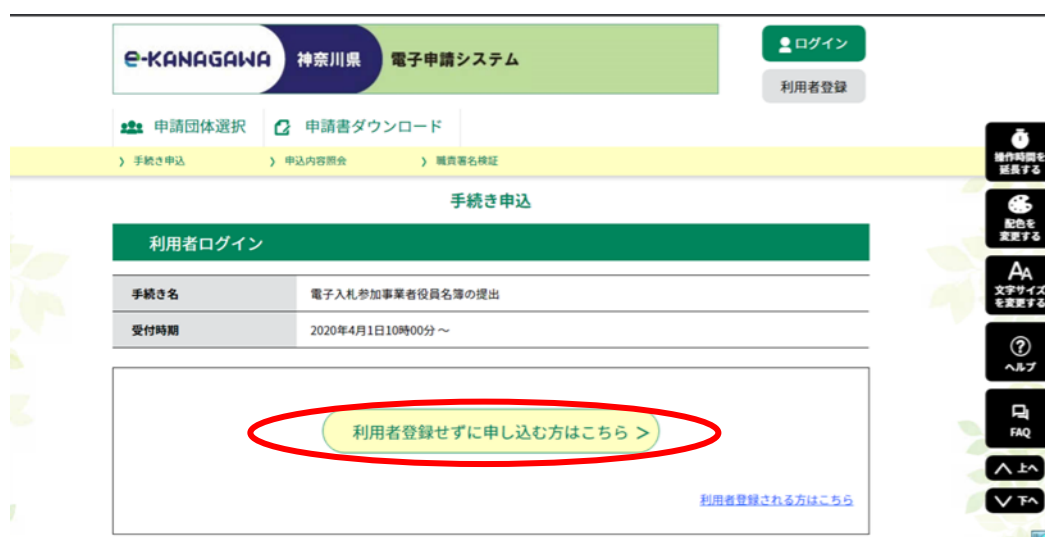 e-KANAGAWA 神奈川県 電子申請システム
ログイン
利用者登録
申請団体選択 申請書ダウンロード
手続き申込 申込内容照会 職責署名検証
手続き申込
利用者ログイン
手続き名 電子入札参加事業者役員名簿の提出
受付時期 2020年4月1日10時00分 ~
利用者登録せずに申し込む方はこちら >
利用者登録される方はこちら
操作時間を
延長する
配色を
変更する
AA
文字サイズ
を変更する
?
ヘルプ
FAQ
上へ
下へ